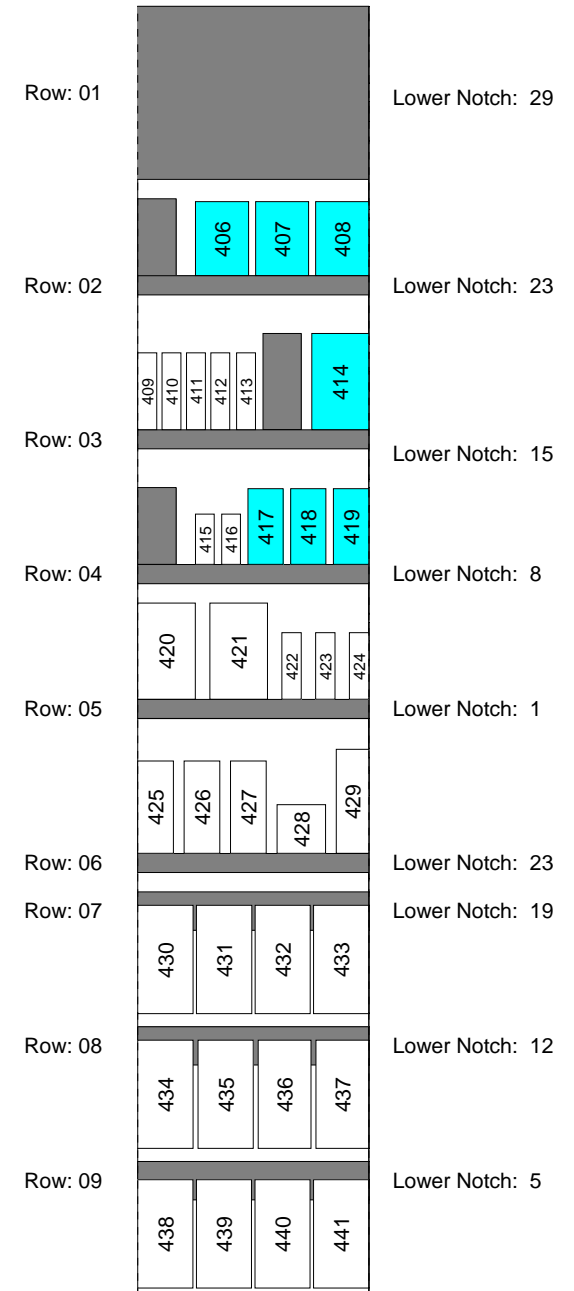 Row: 01
Lower Notch: 29
406 407 408
Row: 02
Lower Notch: 23
409 410 411 412 413 414
Row: 03
Lower Notch: 15
415 416 417 418 419
Row: 04
Lower Notch: 8
420 421 422 423 424
Row: 05
Lower Notch: 1
425 426 427 428 429
Row: 06
Lower Notch: 23
Row: 07
Lower Notch: 19
430 431 432 433
Row: 08
Lower Notch: 12
434 435 436 437
Row: 09
Lower Notch: 5
438 439 440 441